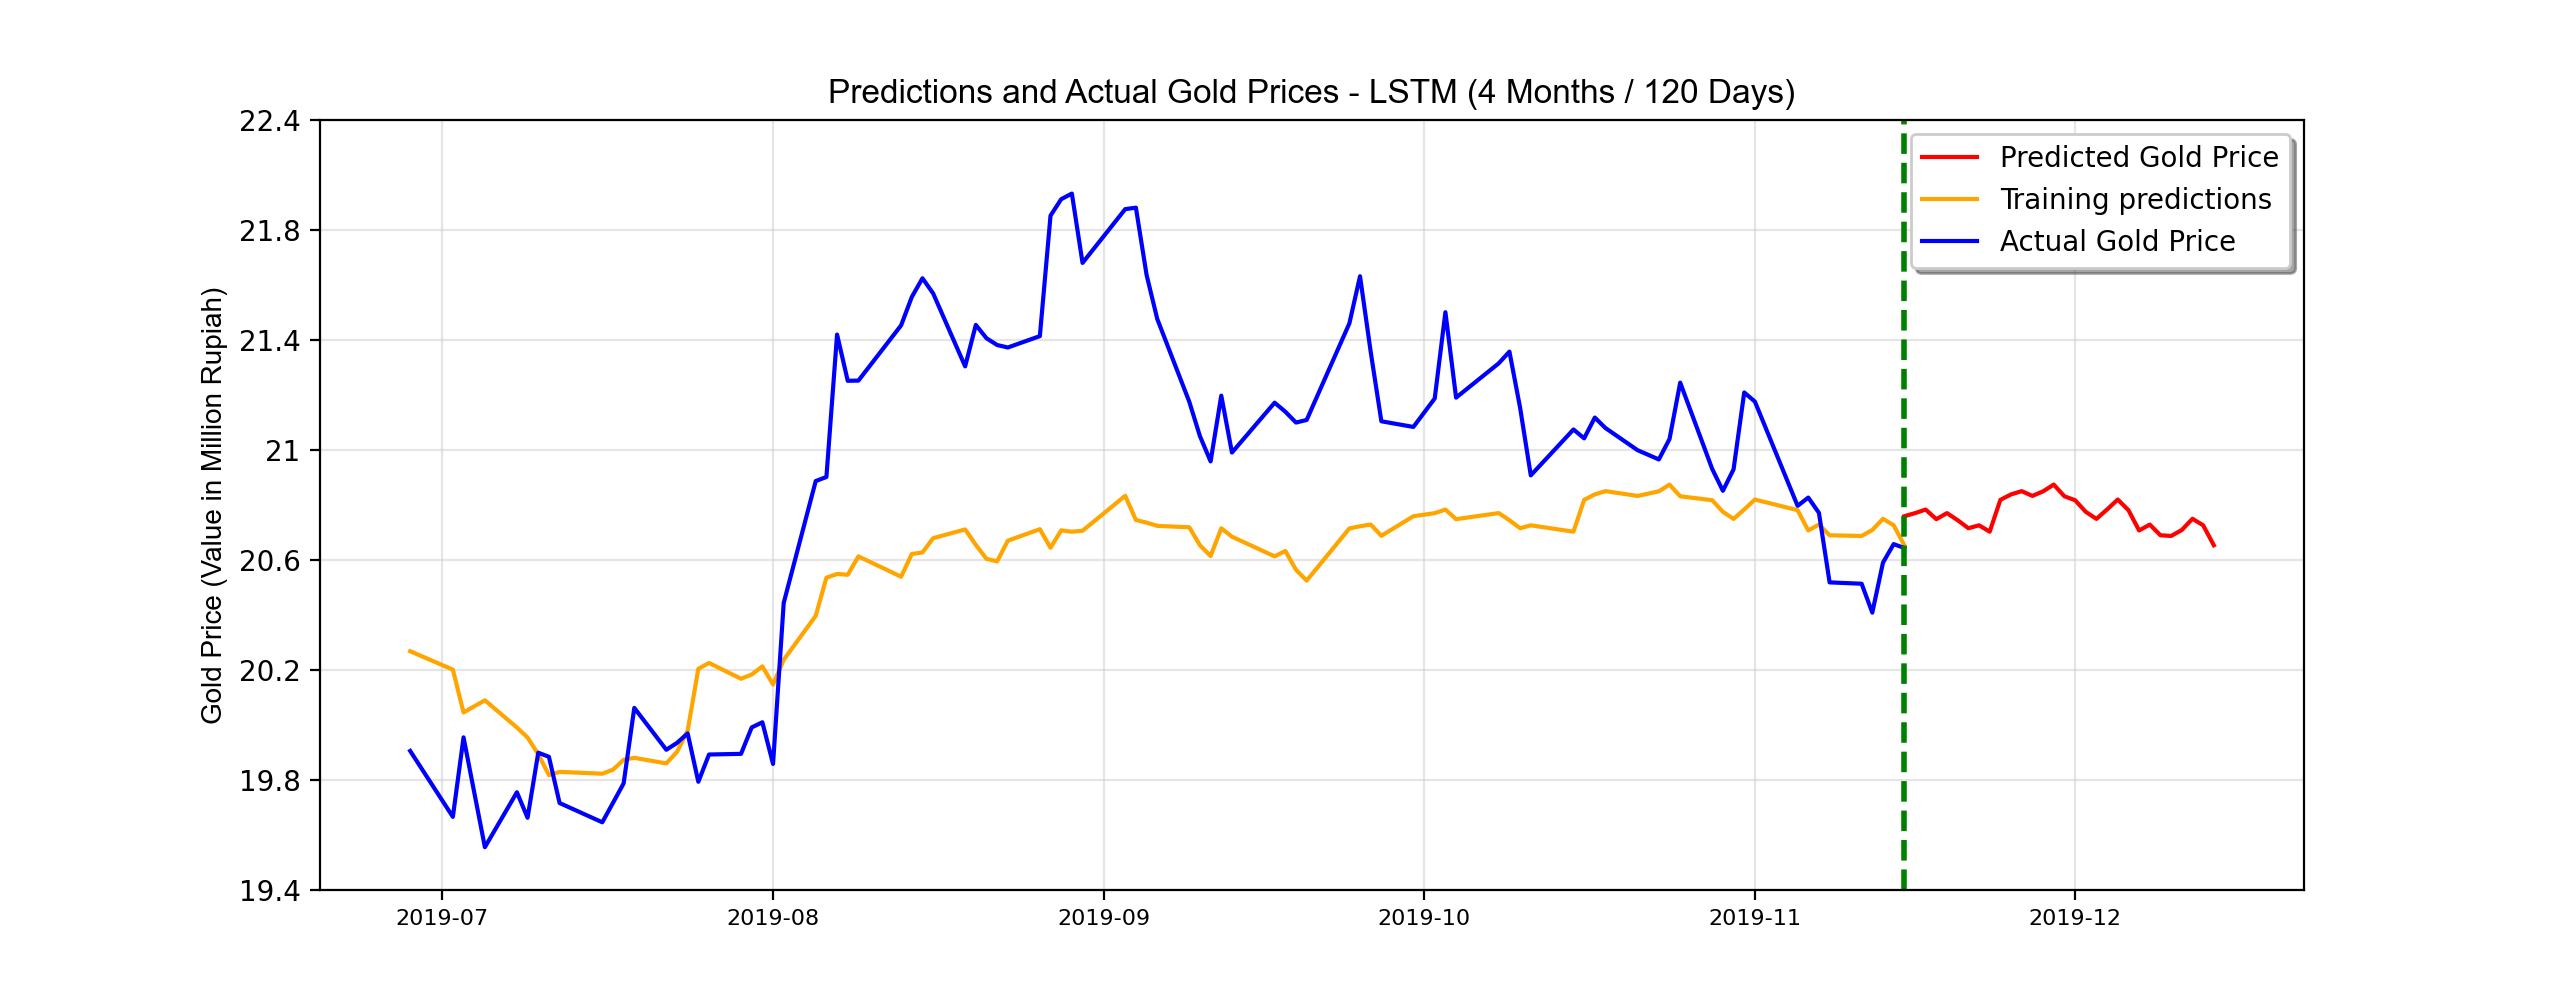 Predictions and Actual Gold Prices - LSTM (4 Months / 120 Days)
Gold Price (Value in Million Rupiah)
22.4
21.8
21.4
21
20.6
20.2
19.8
19.4
2019-07
2019-08
2019-09
2019-10
2019-11
2019-12
Predicted Gold Price
Training predictions
Actual Gold Price